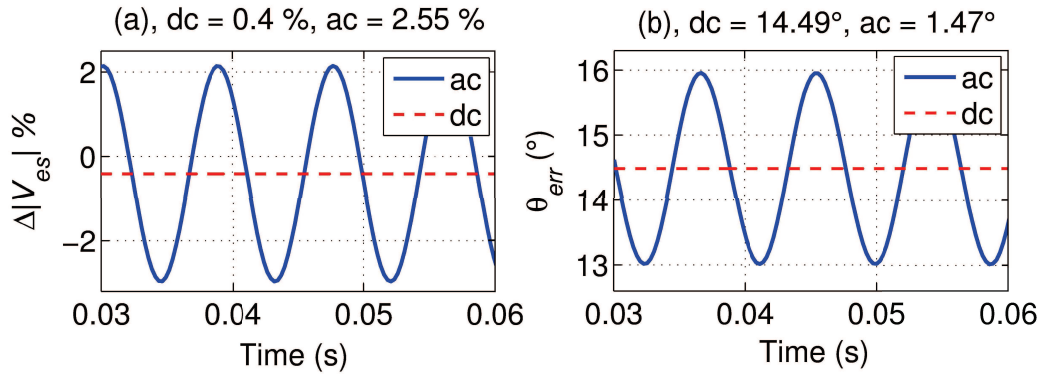 (a), dc = 0.4 %, ac = 2.55 %
2
0
−2
Δ|V_es| %
ac
dc
0.03 0.04 0.05 0.06
Time (s)
(b), dc = 14.49°, ac = 1.47°
16
15
14
13
θ_err (°)
ac
dc
0.03 0.04 0.05 0.06
Time (s)